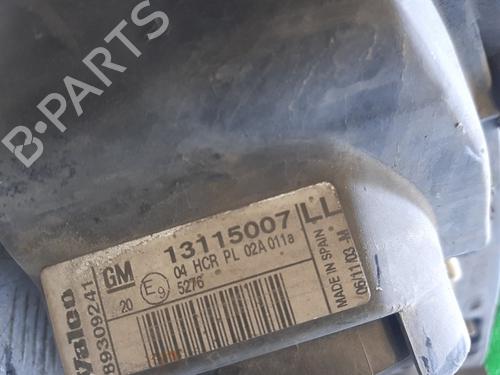 B-PARTS
Valeo
89309241
GM
13115007
LL
04 HCR PL 02A 011a
20
E9
5276
MADE IN SPAIN
06/11/03